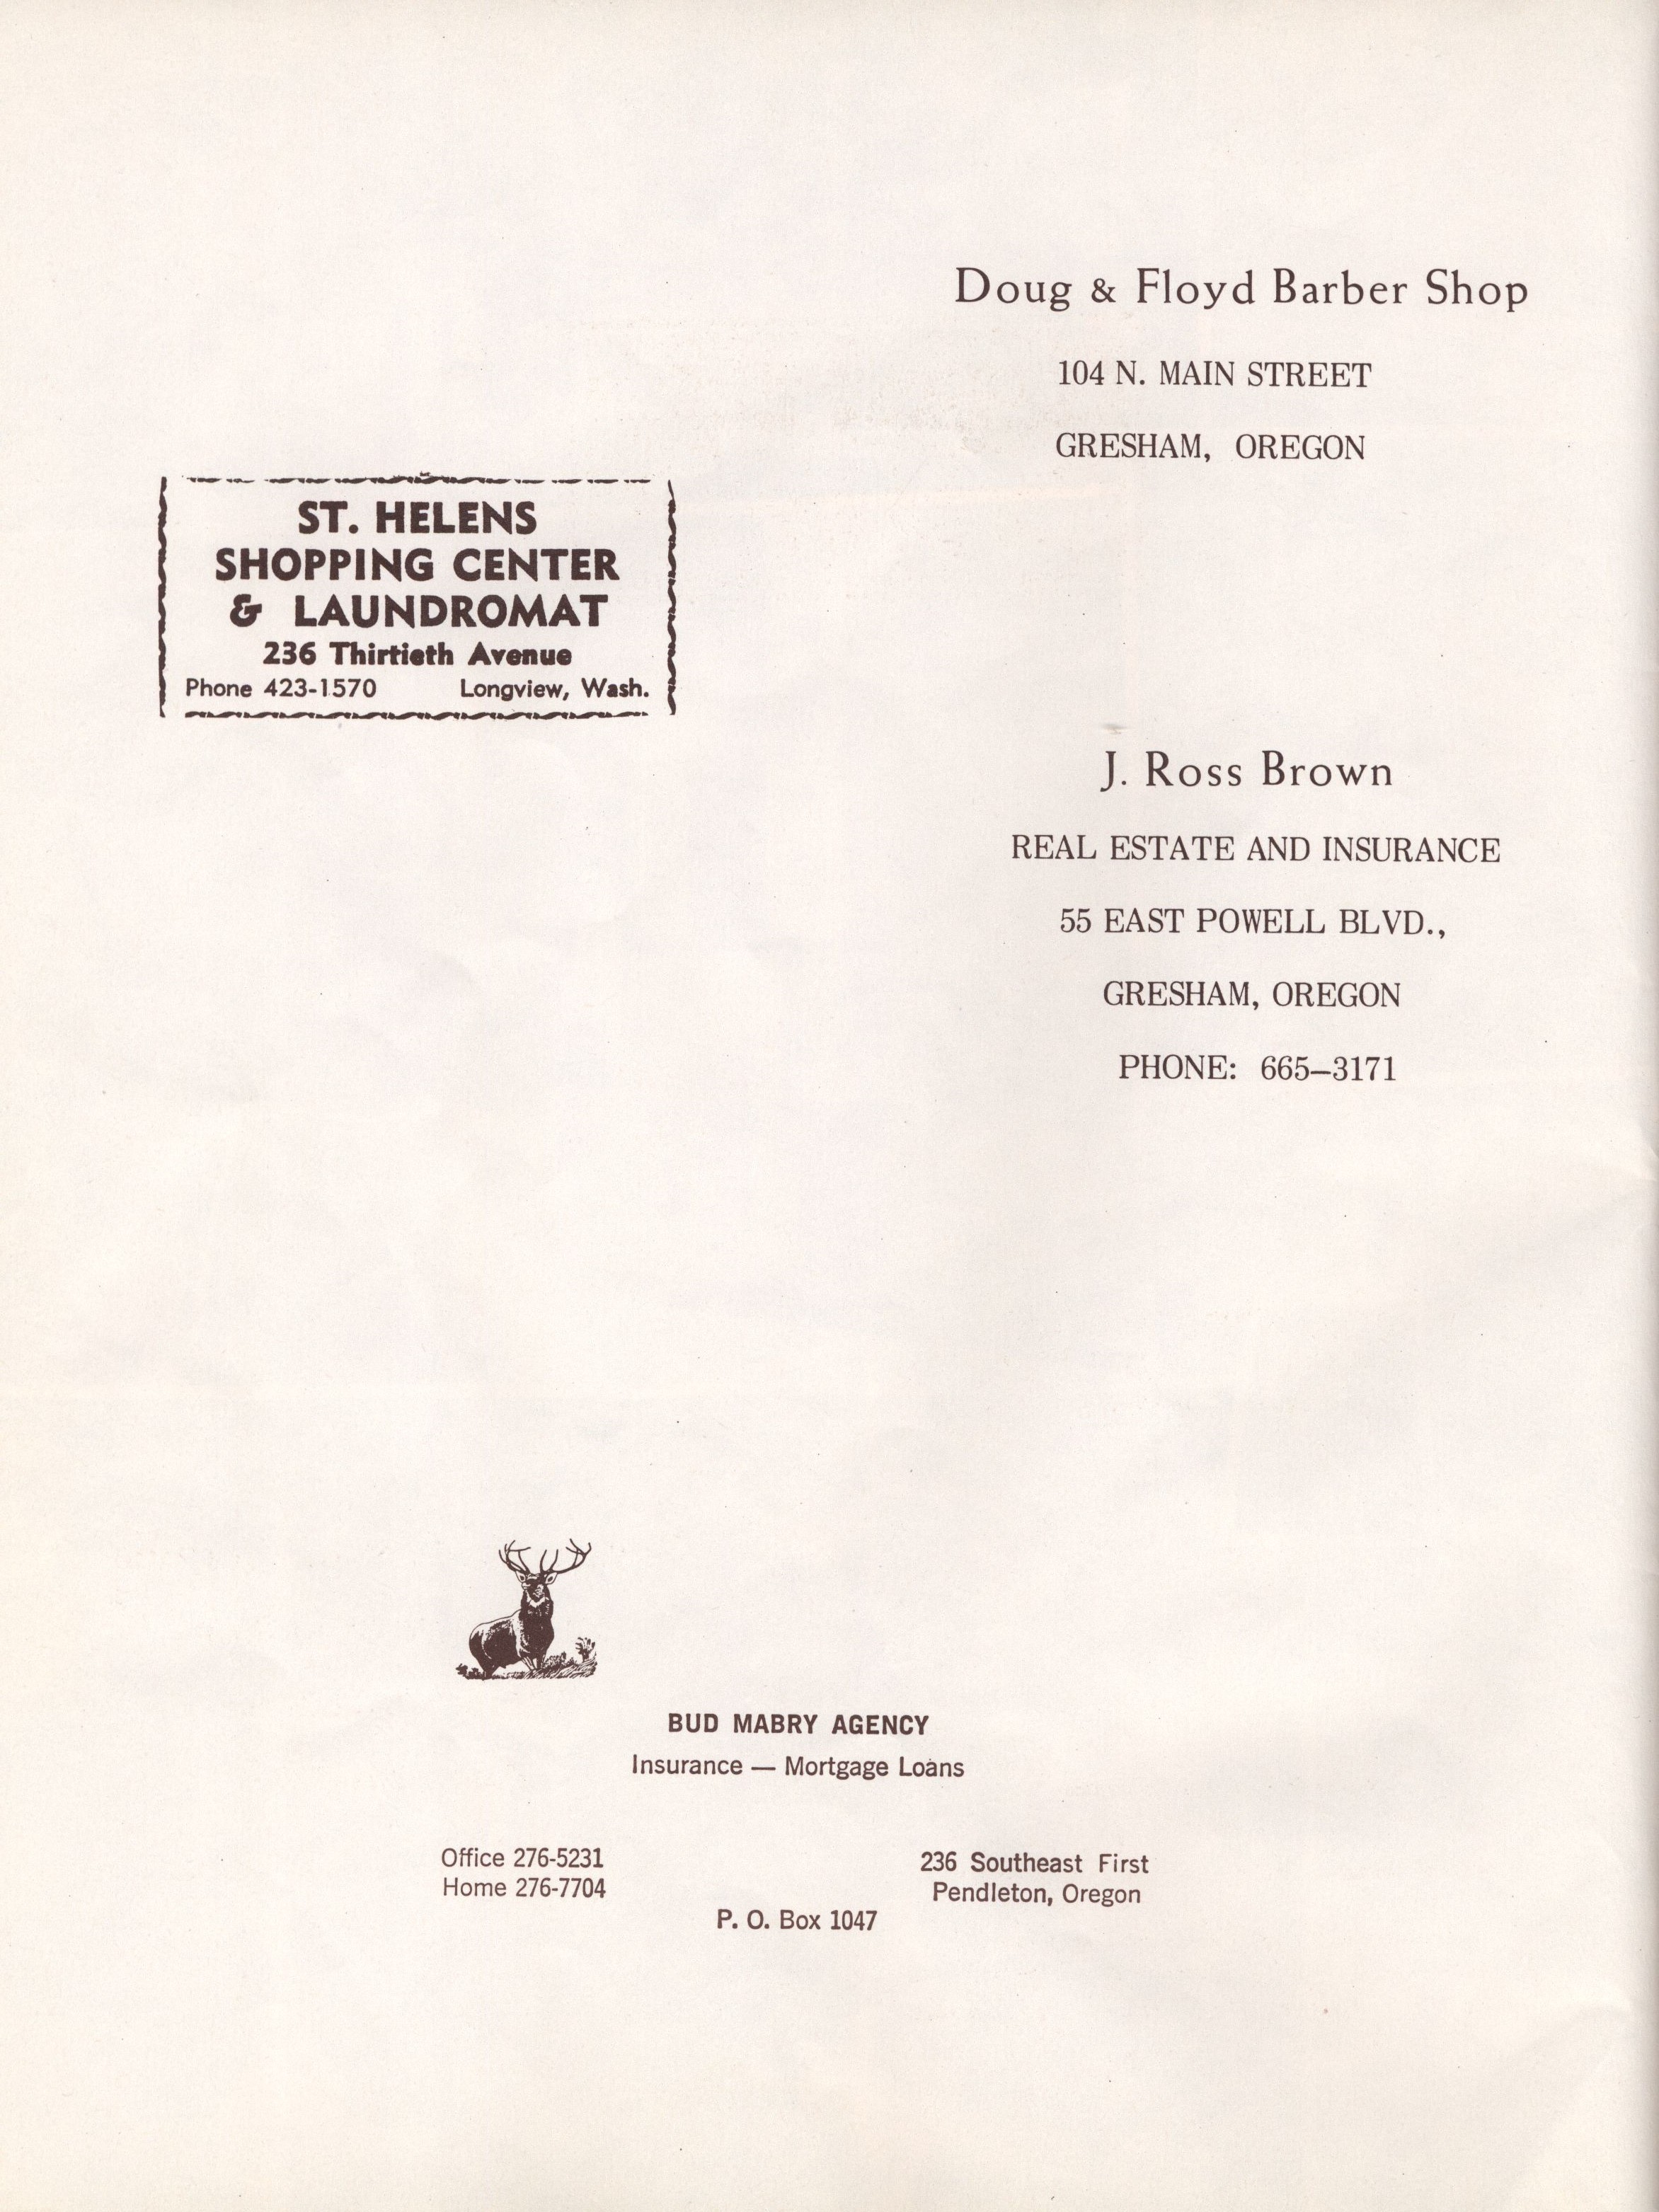 Doug & Floyd Barber Shop
104 N. MAIN STREET
GRESHAM, OREGON
ST. HELENS
SHOPPING CENTER
& LAUNDROMAT
236 Thirtieth Avenue
Phone 423-1570 Longview, Wash.
J. Ross Brown
REAL ESTATE AND INSURANCE
55 EAST POWELL BLVD.,
GRESHAM, OREGON
PHONE: 665–3171
BUD MABRY AGENCY
Insurance — Mortgage Loans
Office 276-5231
Home 276-7704
236 Southeast First
Pendleton, Oregon
P. O. Box 1047